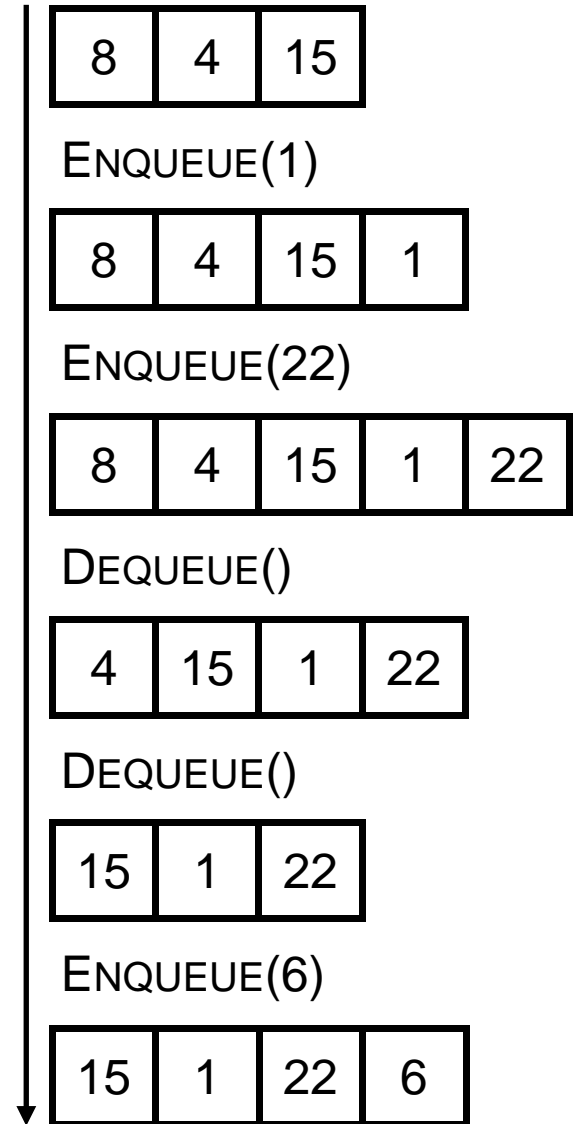 8 4 15
ENQUEUE(1)
8 4 15 1
ENQUEUE(22)
8 4 15 1 22
DEQUEUE()
4 15 1 22
DEQUEUE()
15 1 22
ENQUEUE(6)
15 1 22 6